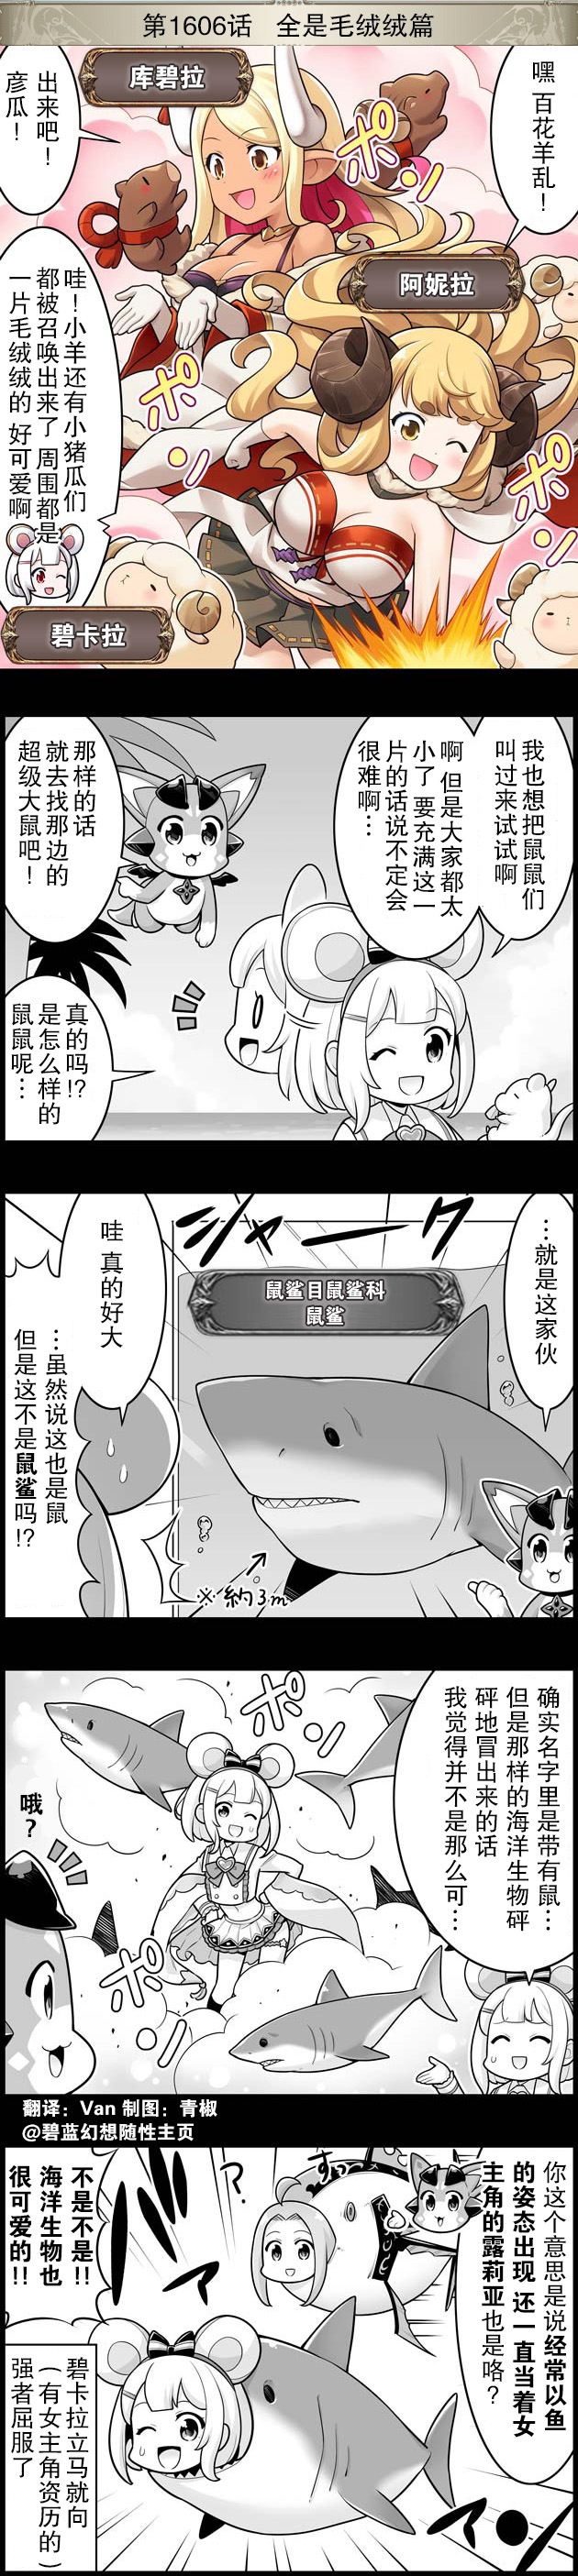 第1606话　全是毛绒绒篇
嘿 百花羊乱！
库碧拉
出来吧！
彦瓜！
ポン
阿妮拉
ポン
ポン
哇！小羊还有小猪瓜们
都被召唤出来了 周围都是
一片毛绒绒的 好可爱啊
碧卡拉
我也想把鼠鼠们
叫过来试试啊
啊 但是大家都太
小了 要充满这一
片的话说不定会
很难啊…
那样的话
就去找那边的
超级大鼠吧！
真的吗!?
是怎么样的
鼠鼠呢…
…就是这家伙
シャーク
鼠鲨目鼠鲨科
鼠鲨
哇 真的好大
…虽然说这也是鼠
但是这不是鼠鲨吗!?
※約3m
确实名字里是带有鼠…
但是那样的海洋生物砰
砰地冒出来的话
我觉得并不是那么可…
ポン
ポン
哦？
翻译：Van 制图：青椒
@碧蓝幻想随性主页
你这个意思是说经常以鱼
的姿态出现 还一直当着女
主角的露莉亚也是咯？
すっ
？
不是不是!!
海洋生物也
很可爱的!!
碧卡拉立马就向
（有女主角资历的）
强者屈服了